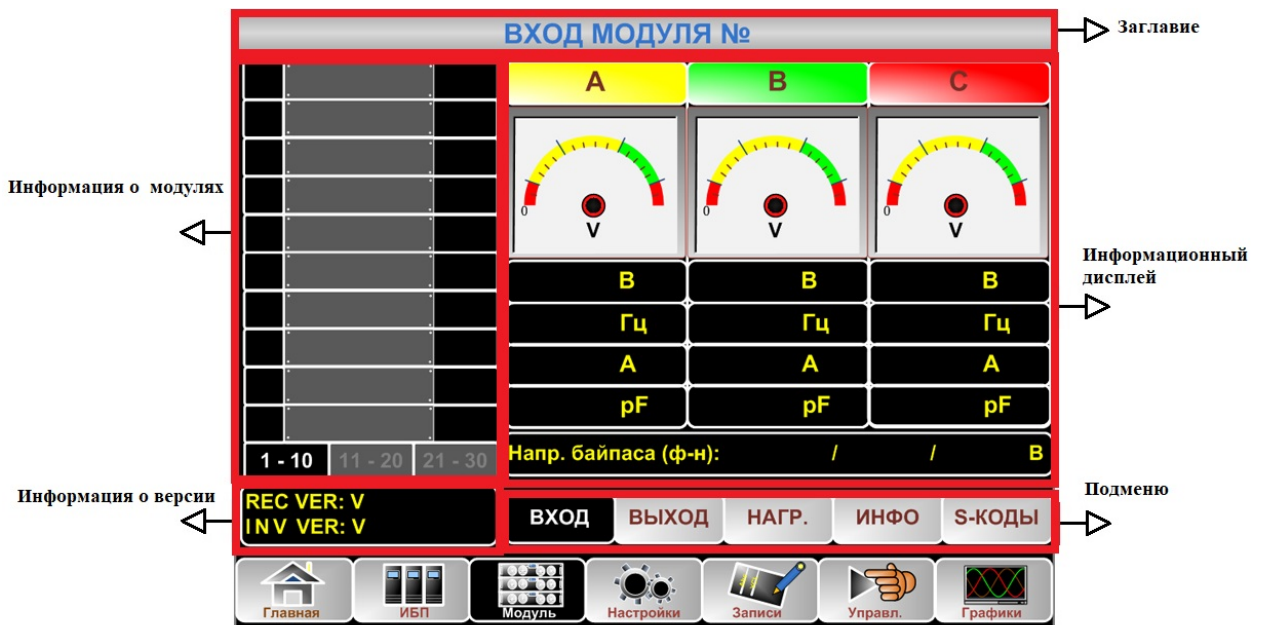 ВХОД МОДУЛЯ №
Заглавие
A B C
Информация о модулях
0 0 0
V V V
Информационный
дисплей
В В В
Гц Гц Гц
А А А
pF pF pF
1 - 10 11 - 20 21 - 30
Напр. байпаса (ф-н): / / В
Информация о версии
REC VER: V
INV VER: V
Подменю
ВХОД ВЫХОД НАГР. ИНФО S-КОДЫ
Главная ИБП Модуль Настройки Записи Управл. Графики